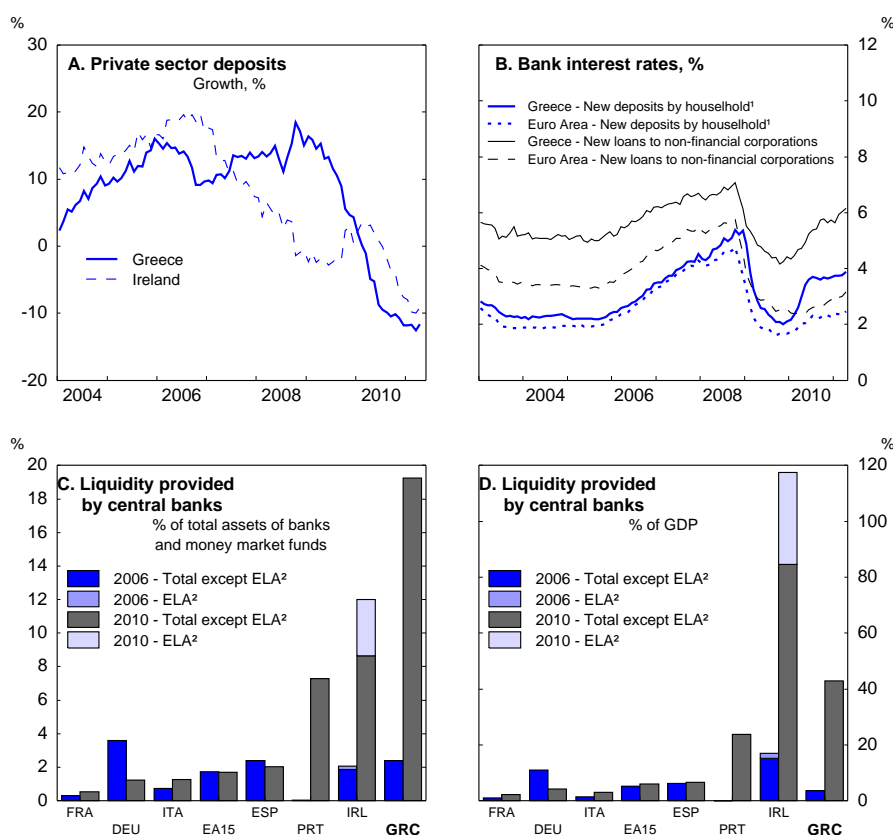 %
%
30
20
10
0
-10
-20
A. Private sector deposits
Growth, %
Greece
Ireland
2004
2006
2008
2010
12
10
8
6
4
2
0
B. Bank interest rates, %
Greece - New deposits by househelhold¹
Euro Area - New deposits by househelhold¹
Greece - New loans to non-financial corporations
Euro Area - New loans to non-financial corporations
2004
2006
2008
2010
%
%
20
18
16
14
12
10
8
6
4
2
0
C. Liquidity provided
by central banks
% of total assets of banks
and money market funds
2006 - Total except ELA²
2006 - ELA²
2010 - Total except ELA²
2010 - ELA²
FRA
DEU
ITA
EA15
ESP
PRT
IRL
GRC
120
100
80
60
40
20
0
D. Liquidity provided
by central banks
% of GDP
2006 - Total except ELA²
2006 - ELA²
2010 - Total except ELA²
2010 - ELA²
FRA
DEU
ITA
EA15
ESP
PRT
IRL
GRC